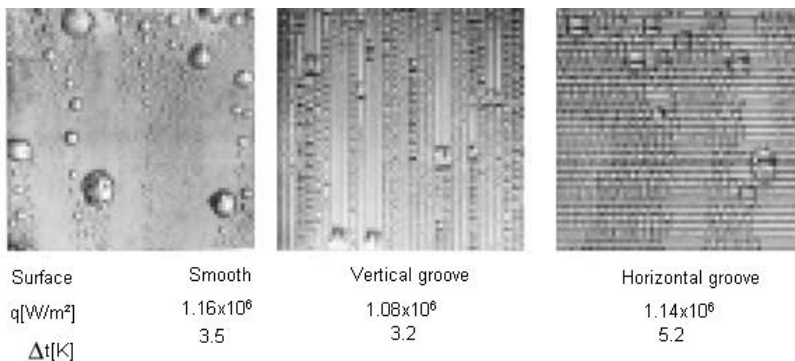 Surface Smooth Vertical groove Horizontal groove
q[W/m²] 1.16x10⁶ 1.08x10⁶ 1.14x10⁶
Δt[K] 3.5 3.2 5.2